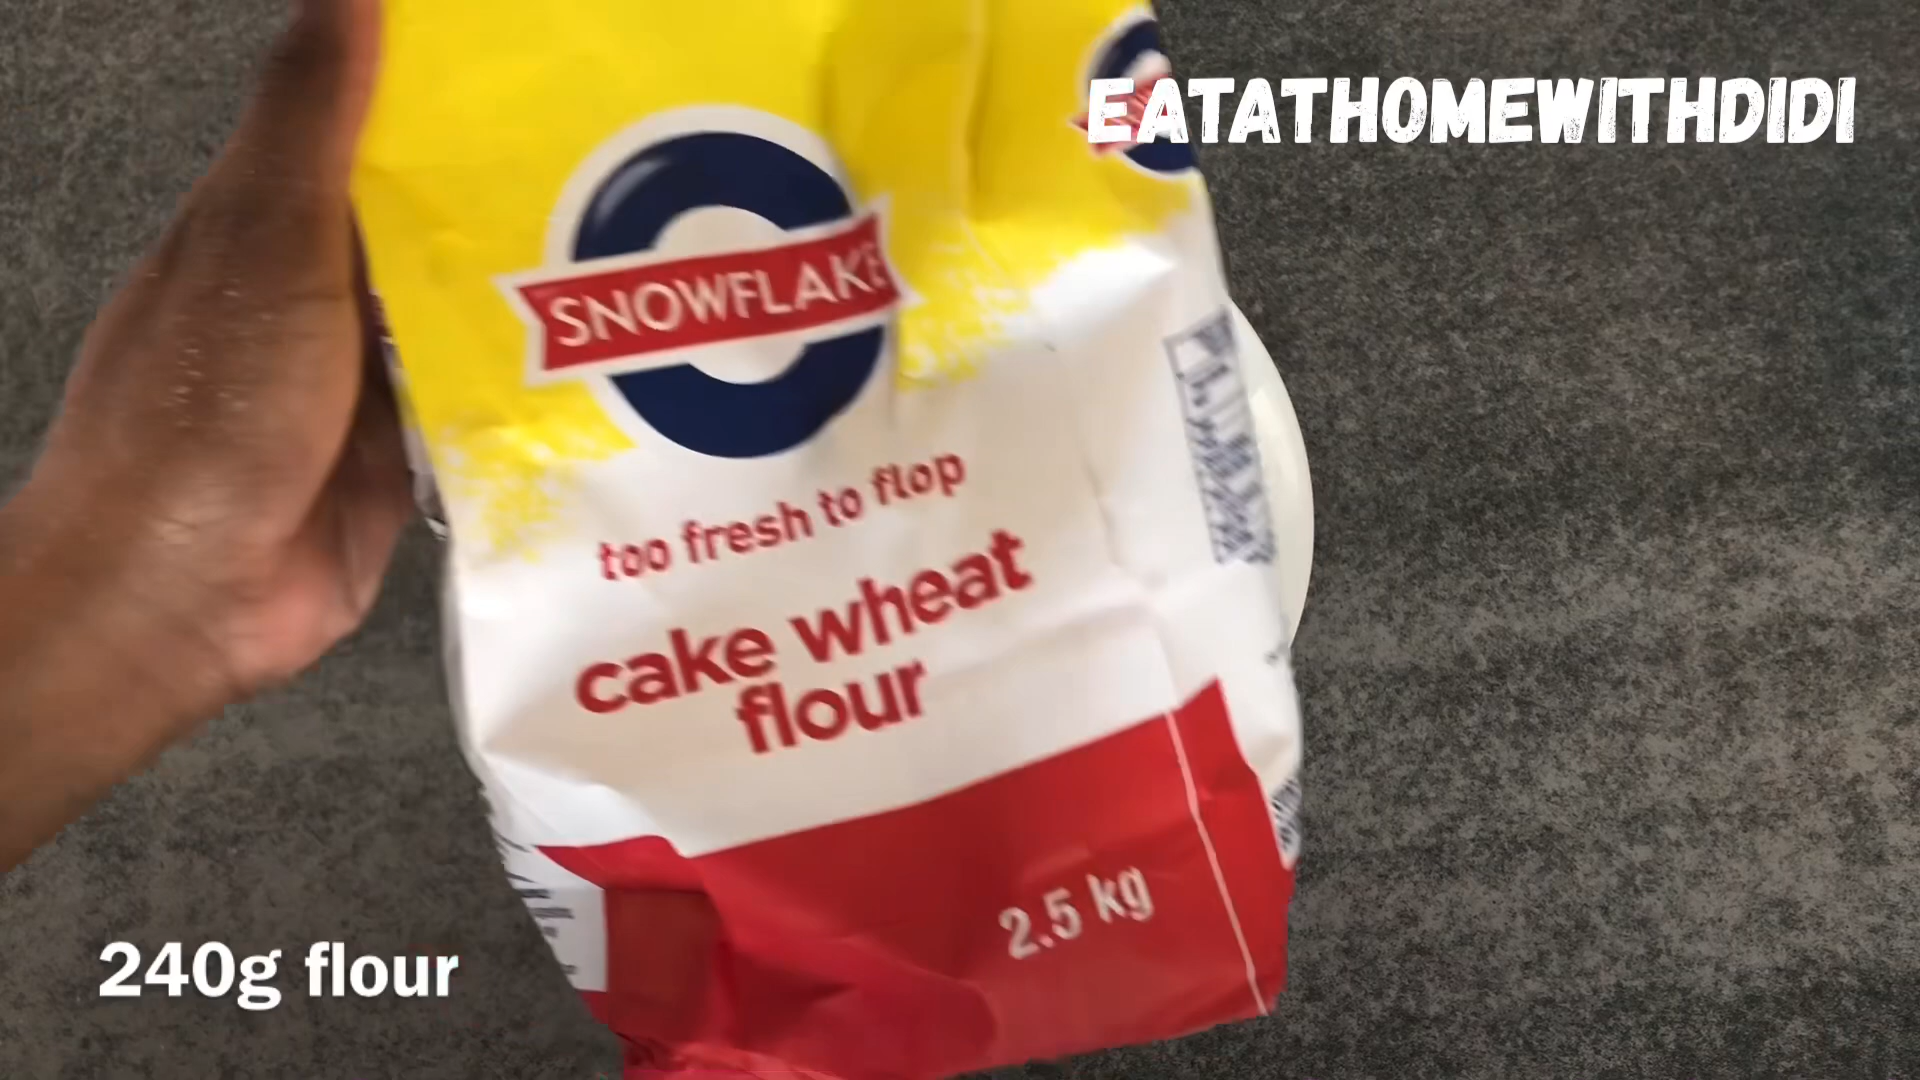 EATATHOMEWITHDIDI
SNOWFLAKE
too fresh to flop
cake wheat
flour
2.5 kg
240g flour